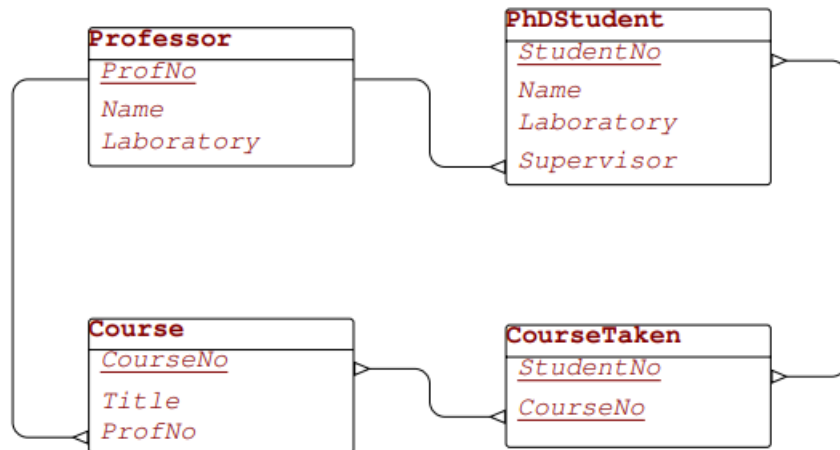 Professor
ProfNo
Name
Laboratory
PhDStudent
StudentNo
Name
Laboratory
Supervisor
Course
CourseNo
Title
ProfNo
CourseTaken
StudentNo
CourseNo